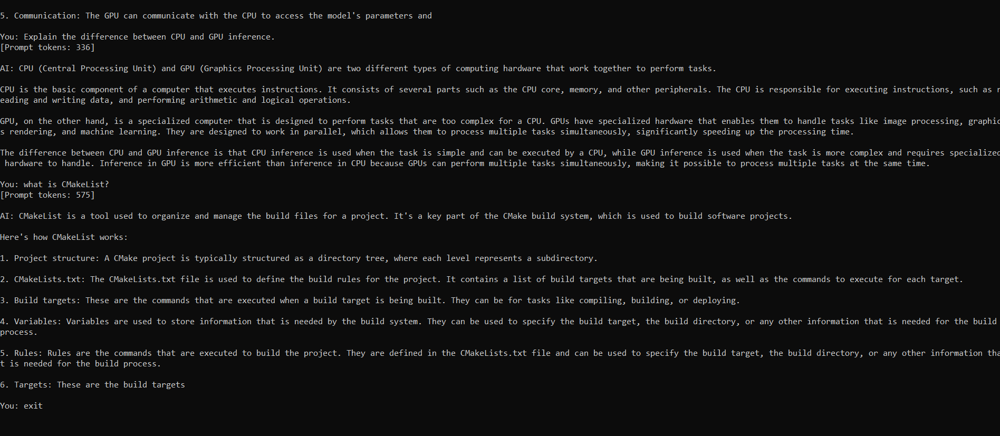 5. Communication: The GPU can communicate with the CPU to access the model's parameters and
You: Explain the difference between CPU and GPU inference.
[Prompt tokens: 336]
AI: CPU (Central Processing Unit) and GPU (Graphics Processing Unit) are two different types of computing hardware that work together to perform tasks.
CPU is the basic component of a computer that executes instructions. It consists of several parts such as the CPU core, memory, and other peripherals. The CPU is responsible for executing instructions, such as r
eading and writing data, and performing arithmetic and logical operations.
GPU, on the other hand, is a specialized computer that is designed to perform tasks that are too complex for a CPU. GPUs have specialized hardware that enables them to handle tasks like image processing, graphic
s rendering, and machine learning. They are designed to work in parallel, which allows them to process multiple tasks simultaneously, significantly speeding up the processing time.
The difference between CPU and GPU inference is that CPU inference is used when the task is simple and can be executed by a CPU, while GPU inference is used when the task is more complex and requires specialized
hardware to handle. Inference in GPU is more efficient than inference in CPU because GPUs can perform multiple tasks simultaneously, making it possible to process multiple tasks at the same time.
You: what is CMakeList?
[Prompt tokens: 575]
AI: CMakeList is a tool used to organize and manage the build files for a project. It's a key part of the CMake build system, which is used to build software projects.
Here's how CMakeList works:
1. Project structure: A CMake project is typically structured as a directory tree, where each level represents a subdirectory.
2. CMakeLists.txt: The CMakeLists.txt file is used to define the build rules for the project. It contains a list of build targets that are being built, as well as the commands to execute for each target.
3. Build targets: These are the commands that are executed when a build target is being built. They can be for tasks like compiling, building, or deploying.
4. Variables: Variables are used to store information that is needed by the build system. They can be used to specify the build target, the build directory, or any other information that is needed for the build
process.
5. Rules: Rules are the commands that are executed to build the project. They are defined in the CMakeLists.txt file and can be used to specify the build target, the build directory, or any other information tha
t is needed for the build process.
6. Targets: These are the build targets
You: exit